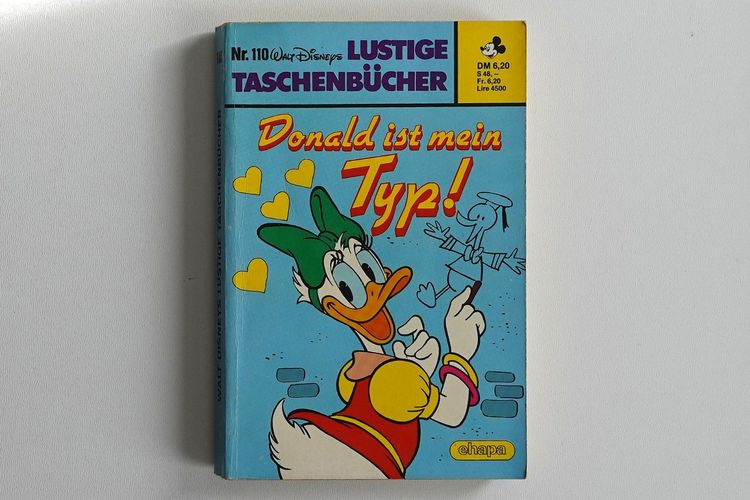 Nr. 110 Walt Disneys LUSTIGE
TASCHENBÜCHER
DM 6,20
S 48,–
Fr. 6,20
Lire 4500
Donald ist mein
Typ!
ehapa
WALT DISNEYS LUSTIGE TASCHENBÜCHER